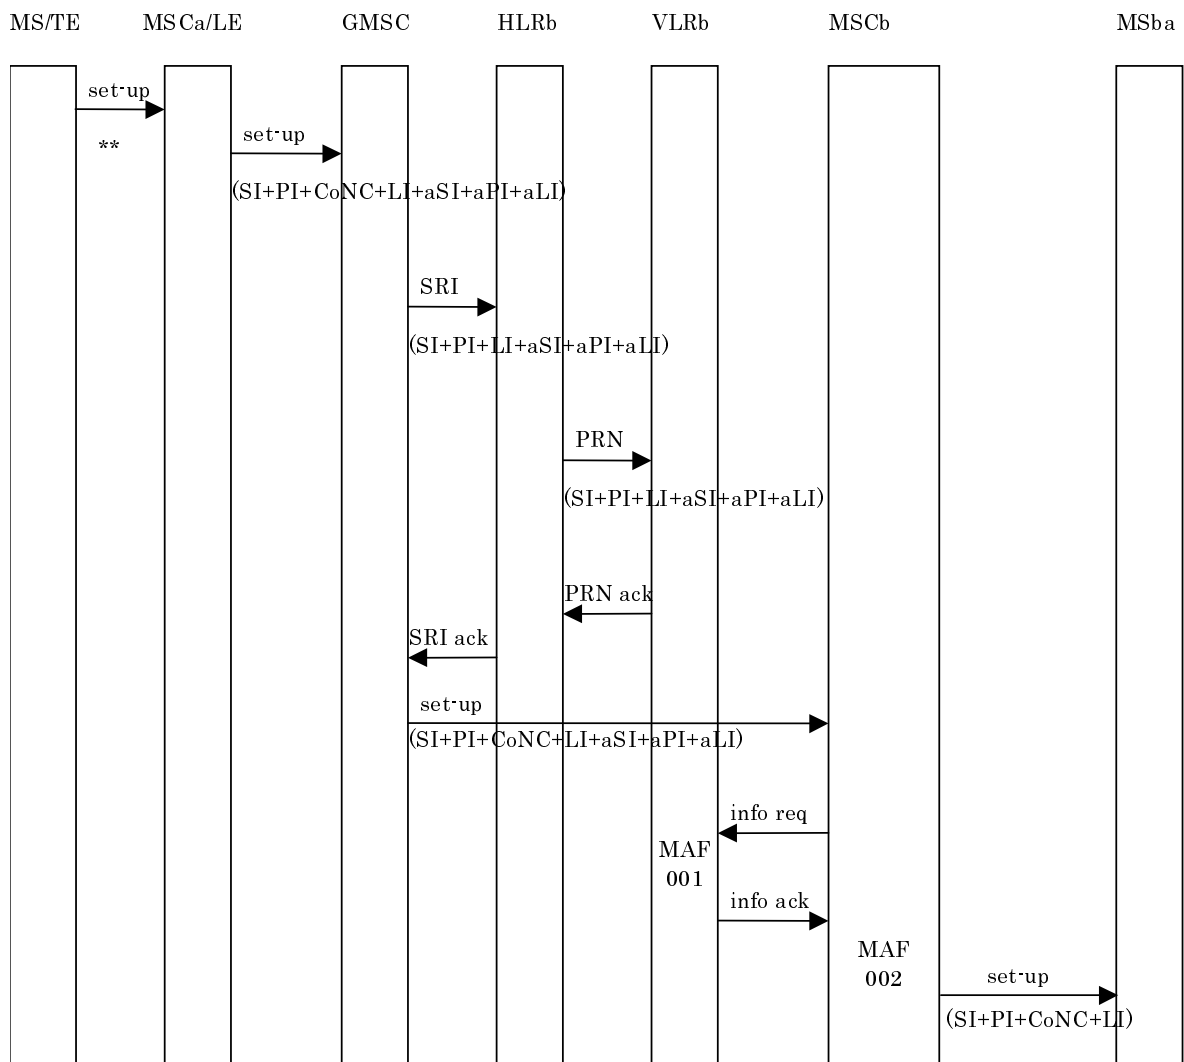 MS/TE MSCa/LE GMSC HLRb VLRb MSCb MSba
set-up
**
set-up
(SI+PI+CoNC+LI+aSI+aPI+aLI)
SRI
(SI+PI+LI+aSI+aPI+aLI)
PRN
(SI+PI+LI+aSI+aPI+aLI)
PRN ack
SRI ack
set-up
(SI+PI+CoNC+LI+aSI+aPI+aLI)
info req
MAF
001
info ack
MAF
002
set-up
(SI+PI+CoNC+LI)